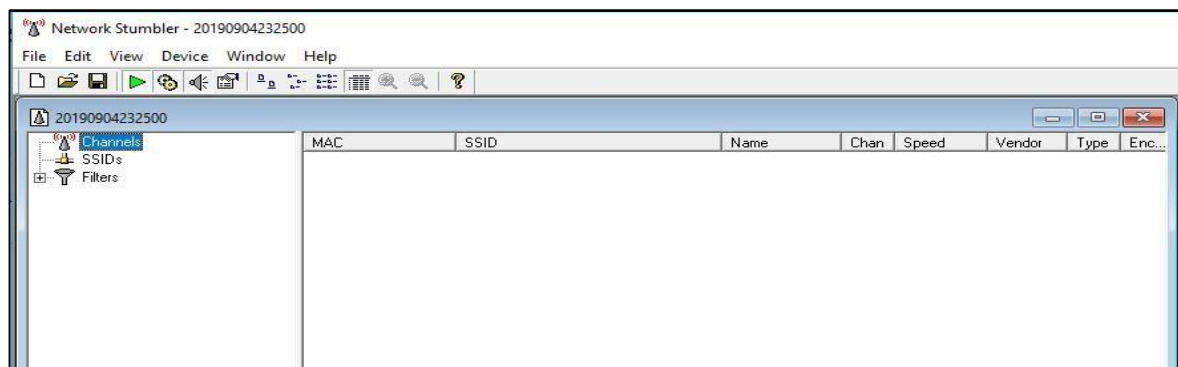 Network Stumbler - 20190904232500
File Edit View Device Window Help
20190904232500
Channels
SSIDs
Filters
MAC SSID Name Chan Speed Vendor Type Enc...